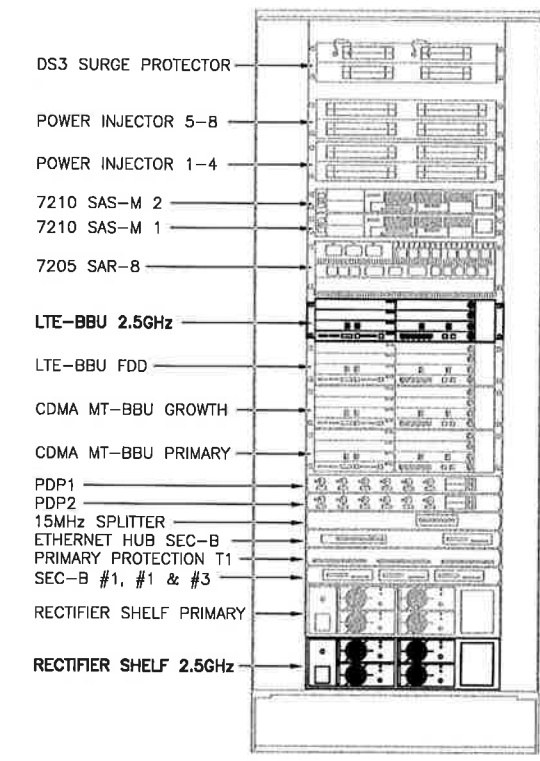 DS3 SURGE PROTECTOR
POWER INJECTOR 5-8
POWER INJECTOR 1-4
7210 SAS-M 2
7210 SAS-M 1
7205 SAR-8
LTE-BBU 2.5GHz
LTE-BBU FDD
CDMA MT-BBU GROWTH
CDMA MT-BBU PRIMARY
PDP1
PDP2
15MHz SPLITTER
ETHERNET HUB SEC-B
PRIMARY PROTECTION T1
SEC-B #1, #1 & #3
RECTIFIER SHELF PRIMARY
RECTIFIER SHELF 2.5GHz